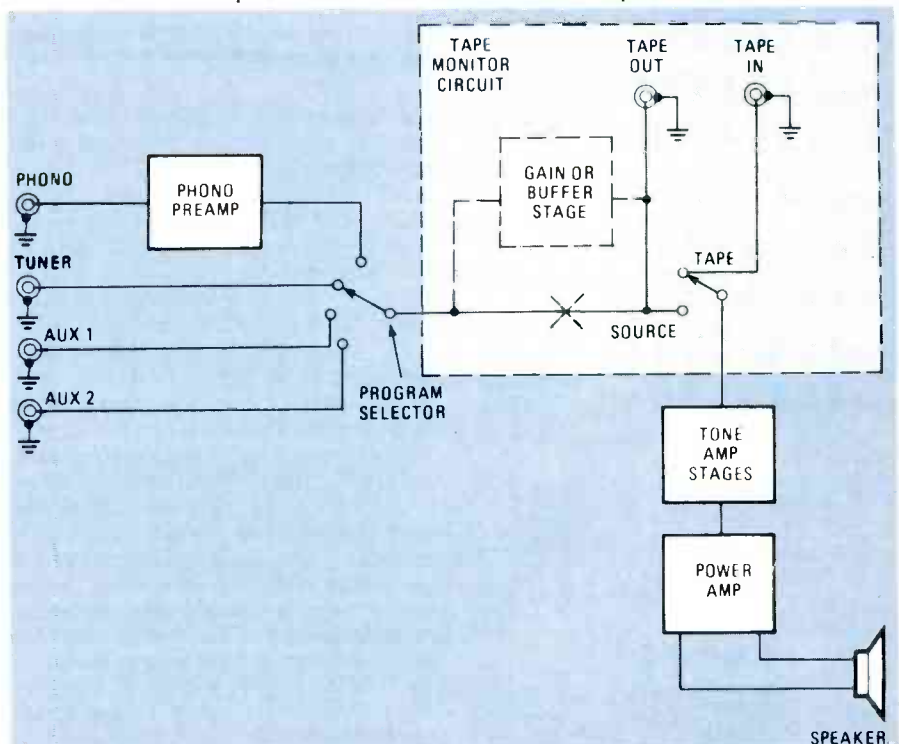 TAPE
MONITOR
CIRCUIT
TAPE
OUT
TAPE
IN
PHONO
PHONO
PREAMP
GAIN OR
BUFFER
STAGE
TUNER
TAPE
AUX 1
SOURCE
AUX 2
PROGRAM
SELECTOR
TONE
AMP
STAGES
POWER
AMP
SPEAKER